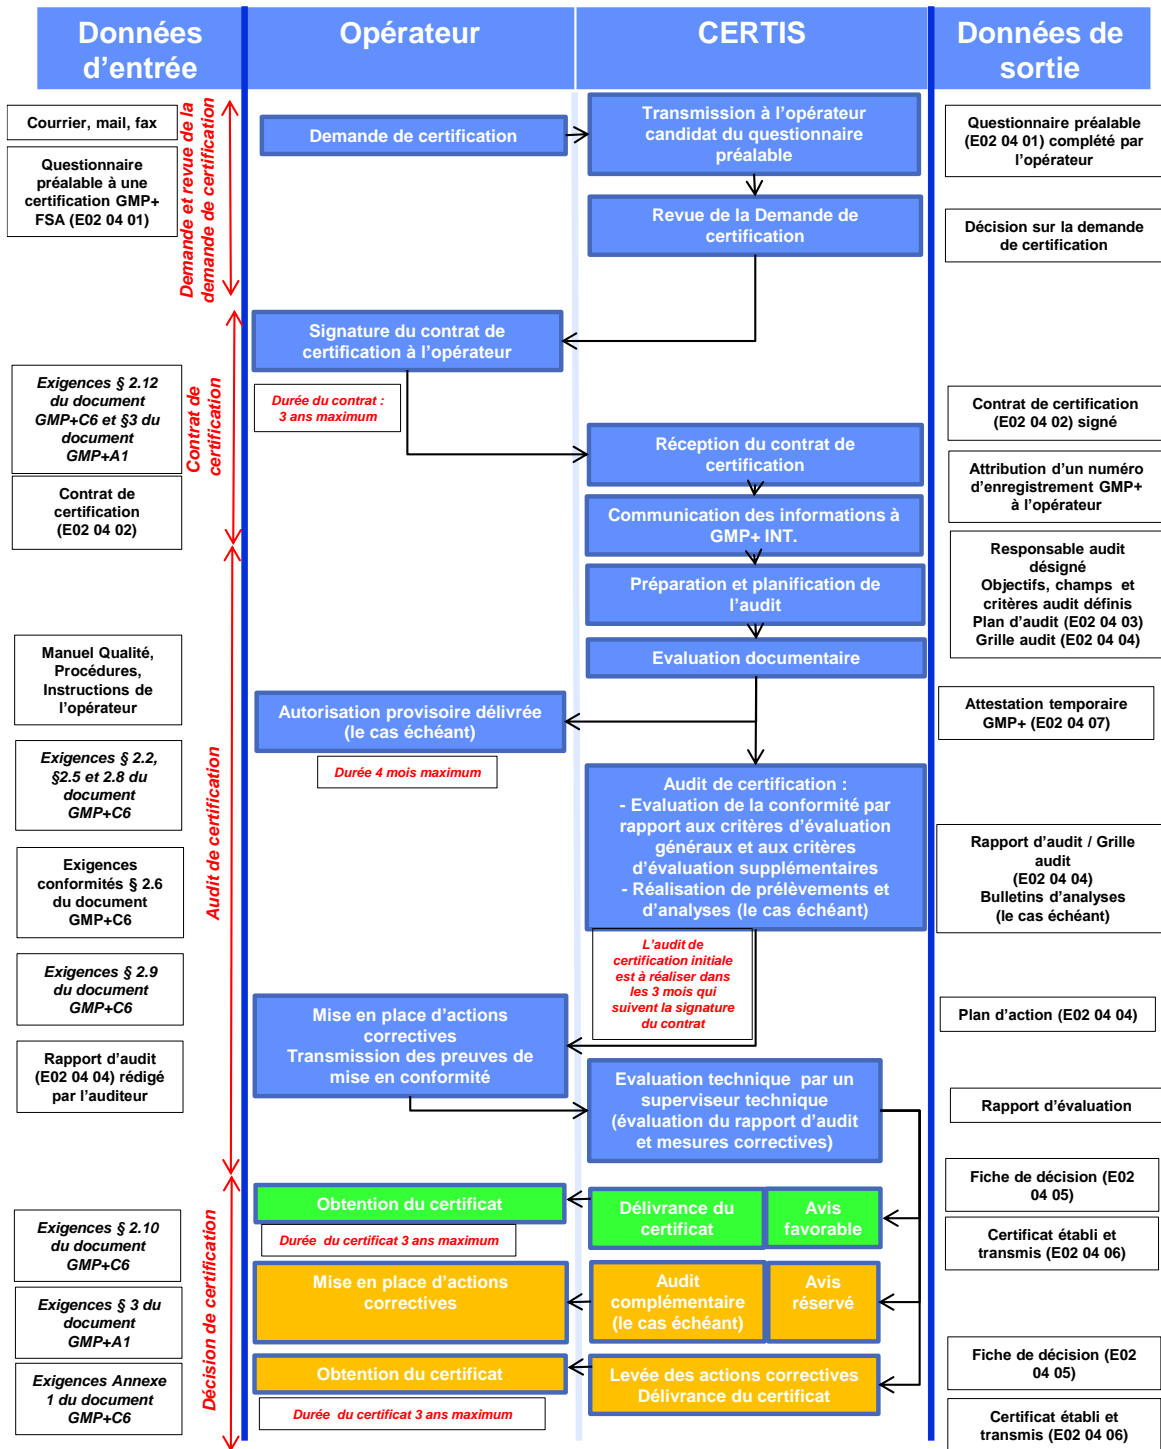 Données
d'entrée
Opérateur
CERTIS
Données de
sortie
Demande et revue de la
demande de certification
Courrier, mail, fax
Questionnaire
préalable à une
certification GMP+
FSA (E02 04 01)
Demande de certification
Transmission à l'opérateur
candidat du questionnaire
préalable
Questionnaire préalable
(E02 04 01) complété par
l'opérateur
Revue de la Demande de
certification
Décision sur la demande
de certification
Contrat de
certification
Signature du contrat de
certification à l'opérateur
Durée du contrat :
3 ans maximum
Exigences § 2.12
du document
GMP+C6 et §3 du
document
GMP+A1
Contrat de
certification
(E02 04 02)
Réception du contrat de
certification
Contrat de certification
(E02 04 02) signé
Communication des informations à
GMP+ INT.
Attribution d'un numéro
d'enregistrement GMP+
à l'opérateur
Audit de certification
Préparation et planification de
l'audit
Responsable audit
désigné
Objectifs, champs et
critères audit définis
Plan d'audit (E02 04 03)
Grille audit (E02 04 04)
Manuel Qualité,
Procédures,
Instructions de
l'opérateur
Evaluation documentaire
Autorisation provisoire délivrée
(le cas échéant)
Durée 4 mois maximum
Attestation temporaire
GMP+ (E02 04 07)
Exigences § 2.2,
§2.5 et 2.8 du
document
GMP+C6
Exigences
conformités § 2.6
du document
GMP+C6
Audit de certification :
- Evaluation de la conformité par
rapport aux critères d'évaluation
généraux et aux critères
d'évaluation supplémentaires
- Réalisation de prélèvements et
d'analyses (le cas échéant)
Rapport d'audit / Grille
audit
(E02 04 04)
Bulletins d'analyses
(le cas échéant)
L'audit de
certification initiale
est à réaliser dans
les 3 mois qui
suivent la signature
du contrat
Exigences § 2.9
du document
GMP+C6
Mise en place d'actions
correctives
Transmission des preuves de
mise en conformité
Plan d'action (E02 04 04)
Rapport d'audit
(E02 04 04) rédigé
par l'auditeur
Evaluation technique par un
superviseur technique
(évaluation du rapport d'audit
et mesures correctives)
Rapport d'évaluation
Décision de certification
Obtention du certificat
Durée du certificat 3 ans maximum
Délivrance du
certificat
Avis
favorable
Fiche de décision (E02
04 05)
Certificat établi et
transmis (E02 04 06)
Exigences § 2.10
du document
GMP+C6
Mise en place d'actions
correctives
Audit
complémentaire
(le cas échéant)
Avis
réservé
Exigences § 3 du
document
GMP+A1
Obtention du certificat
Durée du certificat 3 ans maximum
Levée des actions correctives
Délivrance du certificat
Fiche de décision (E02
04 05)
Exigences Annexe
1 du document
GMP+C6
Certificat établi et
transmis (E02 04 06)